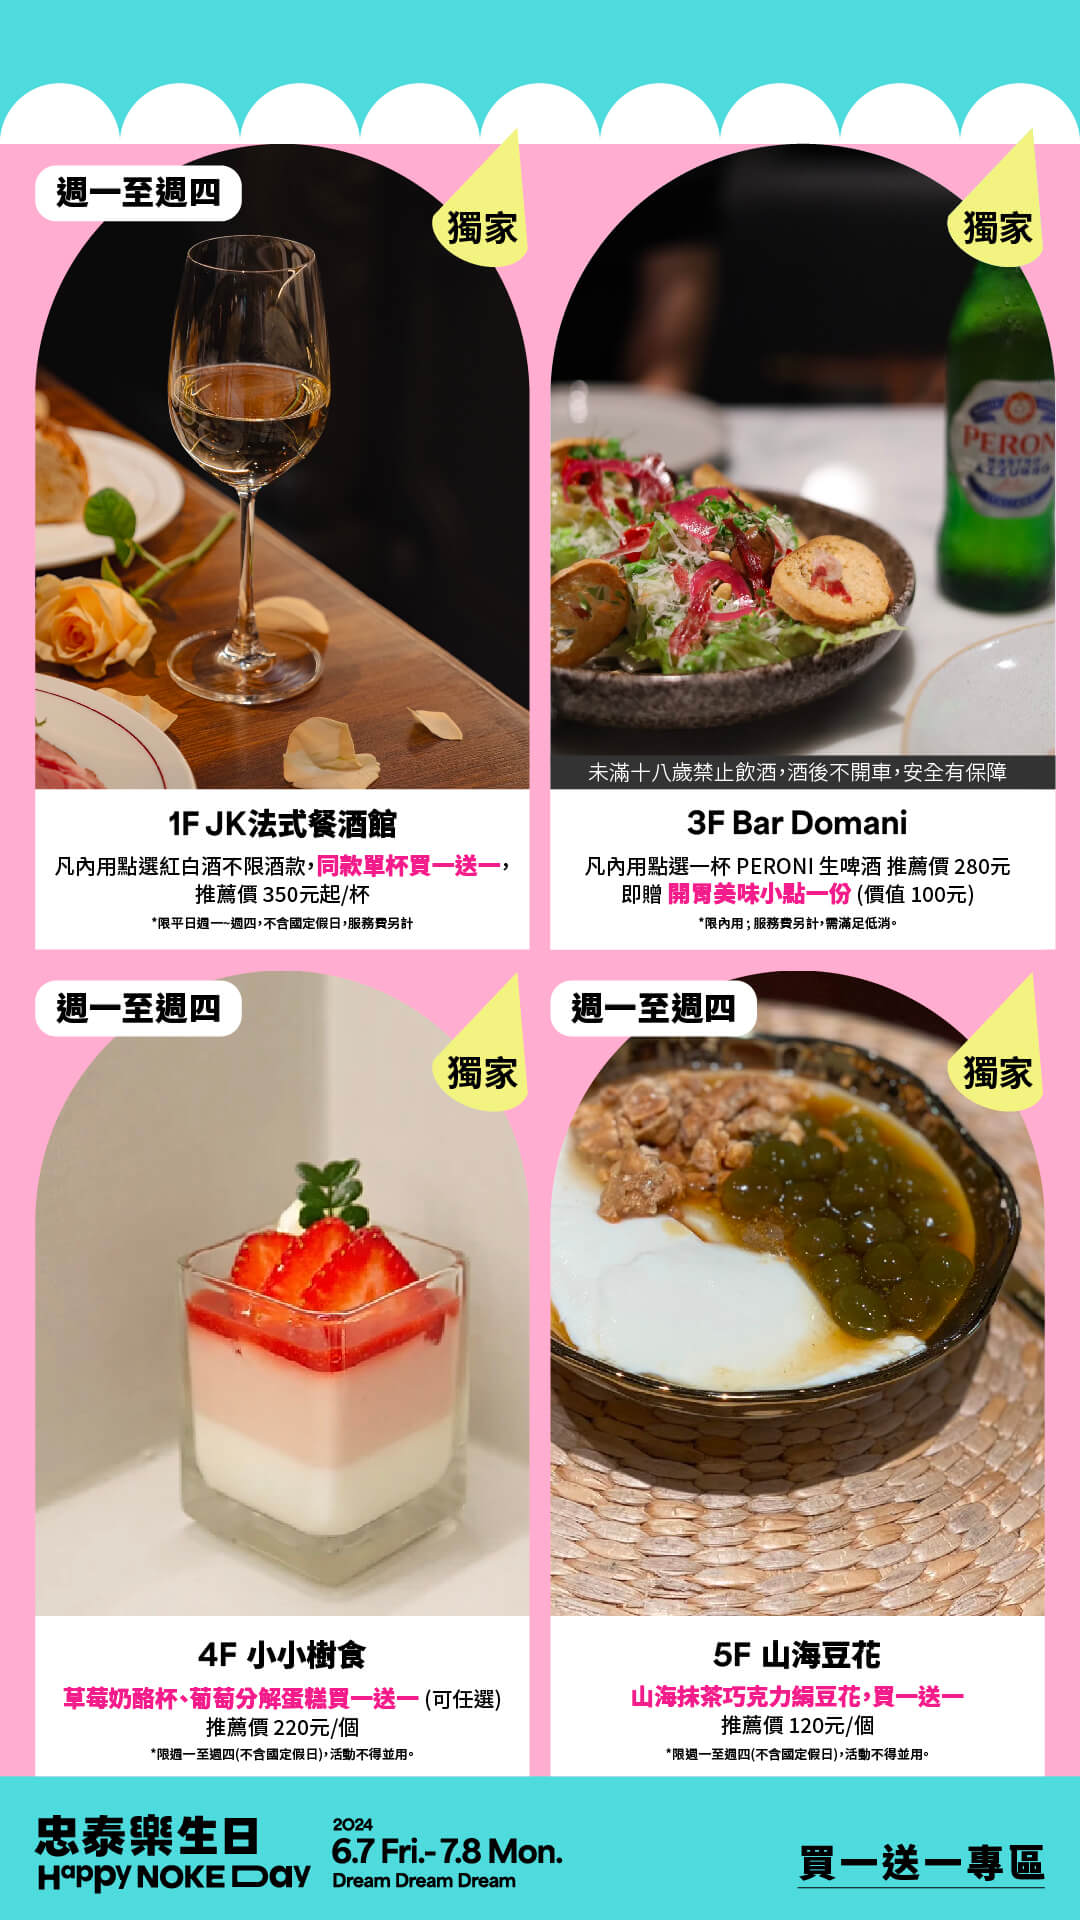 週一至週四
獨家
獨家
PERON
未滿十八歲禁止飲酒，酒後不開車，安全有保障
1F JK法式餐酒館
凡內用點選紅白酒不限酒款，同款單杯買一送一，
推薦價 350元起/杯
*限平日週一~週四，不含國定假日，服務費另計
3F Bar Domani
凡內用點選一杯 PERONI 生啤酒 推薦價 280元
即贈 開胃美味小點一份 (價值 100元)
*限內用；服務費另計，需滿足低消。
週一至週四
獨家
週一至週四
獨家
4F 小小樹食
草莓奶酪杯、葡萄分解蛋糕買一送一 (可任選)
推薦價 220元/個
*限週一至週四(不含國定假日)，活動不得並用。
5F 山海豆花
山海抹茶巧克力絹豆花，買一送一
推薦價 120元/個
*限週一至週四(不含國定假日)，活動不得並用。
忠泰樂生日
Happy NOKE Day
2024
6.7 Fri.- 7.8 Mon.
Dream Dream Dream
買一送一專區